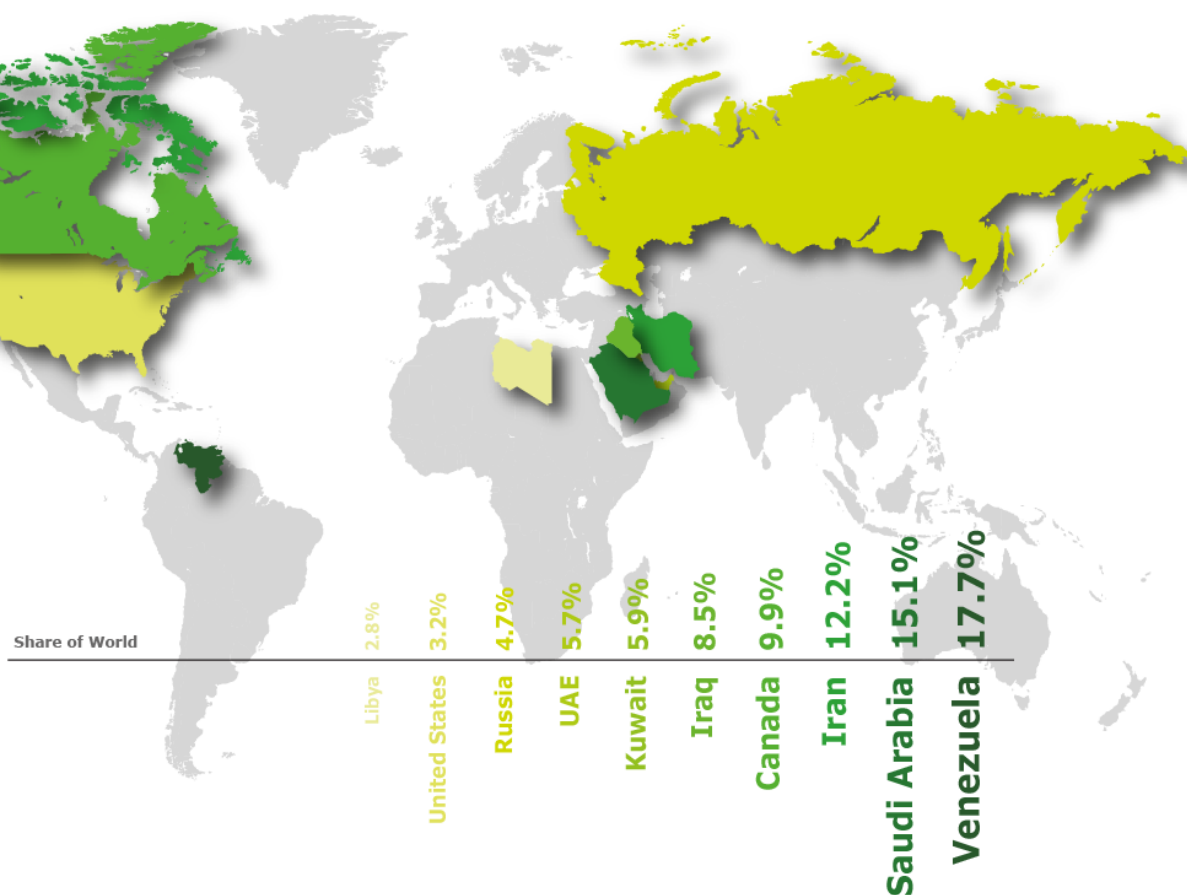 Share of World
2.8%
3.2%
4.7%
5.7%
5.9%
8.5%
9.9%
12.2%
15.1%
17.7%
Libya
United States
Russia
UAE
Kuwait
Iraq
Canada
Iran
Saudi Arabia
Venezuela